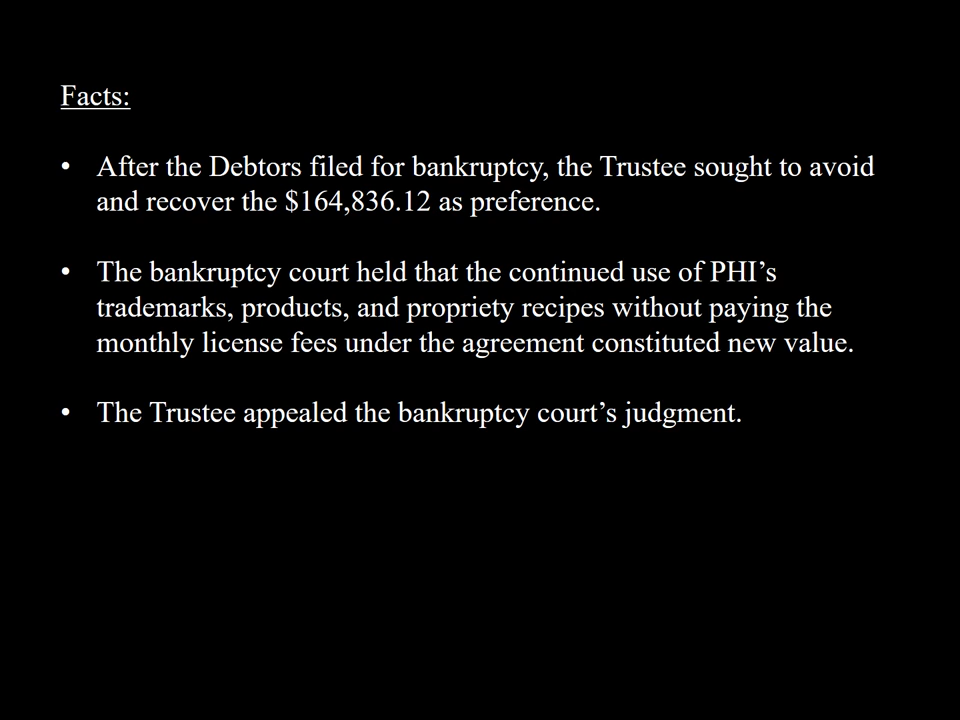 Facts:
• After the Debtors filed for bankruptcy, the Trustee sought to avoid
and recover the $164,836.12 as preference.
• The bankruptcy court held that the continued use of PHI’s
trademarks, products, and propriety recipes without paying the
monthly license fees under the agreement constituted new value.
• The Trustee appealed the bankruptcy court’s judgment.